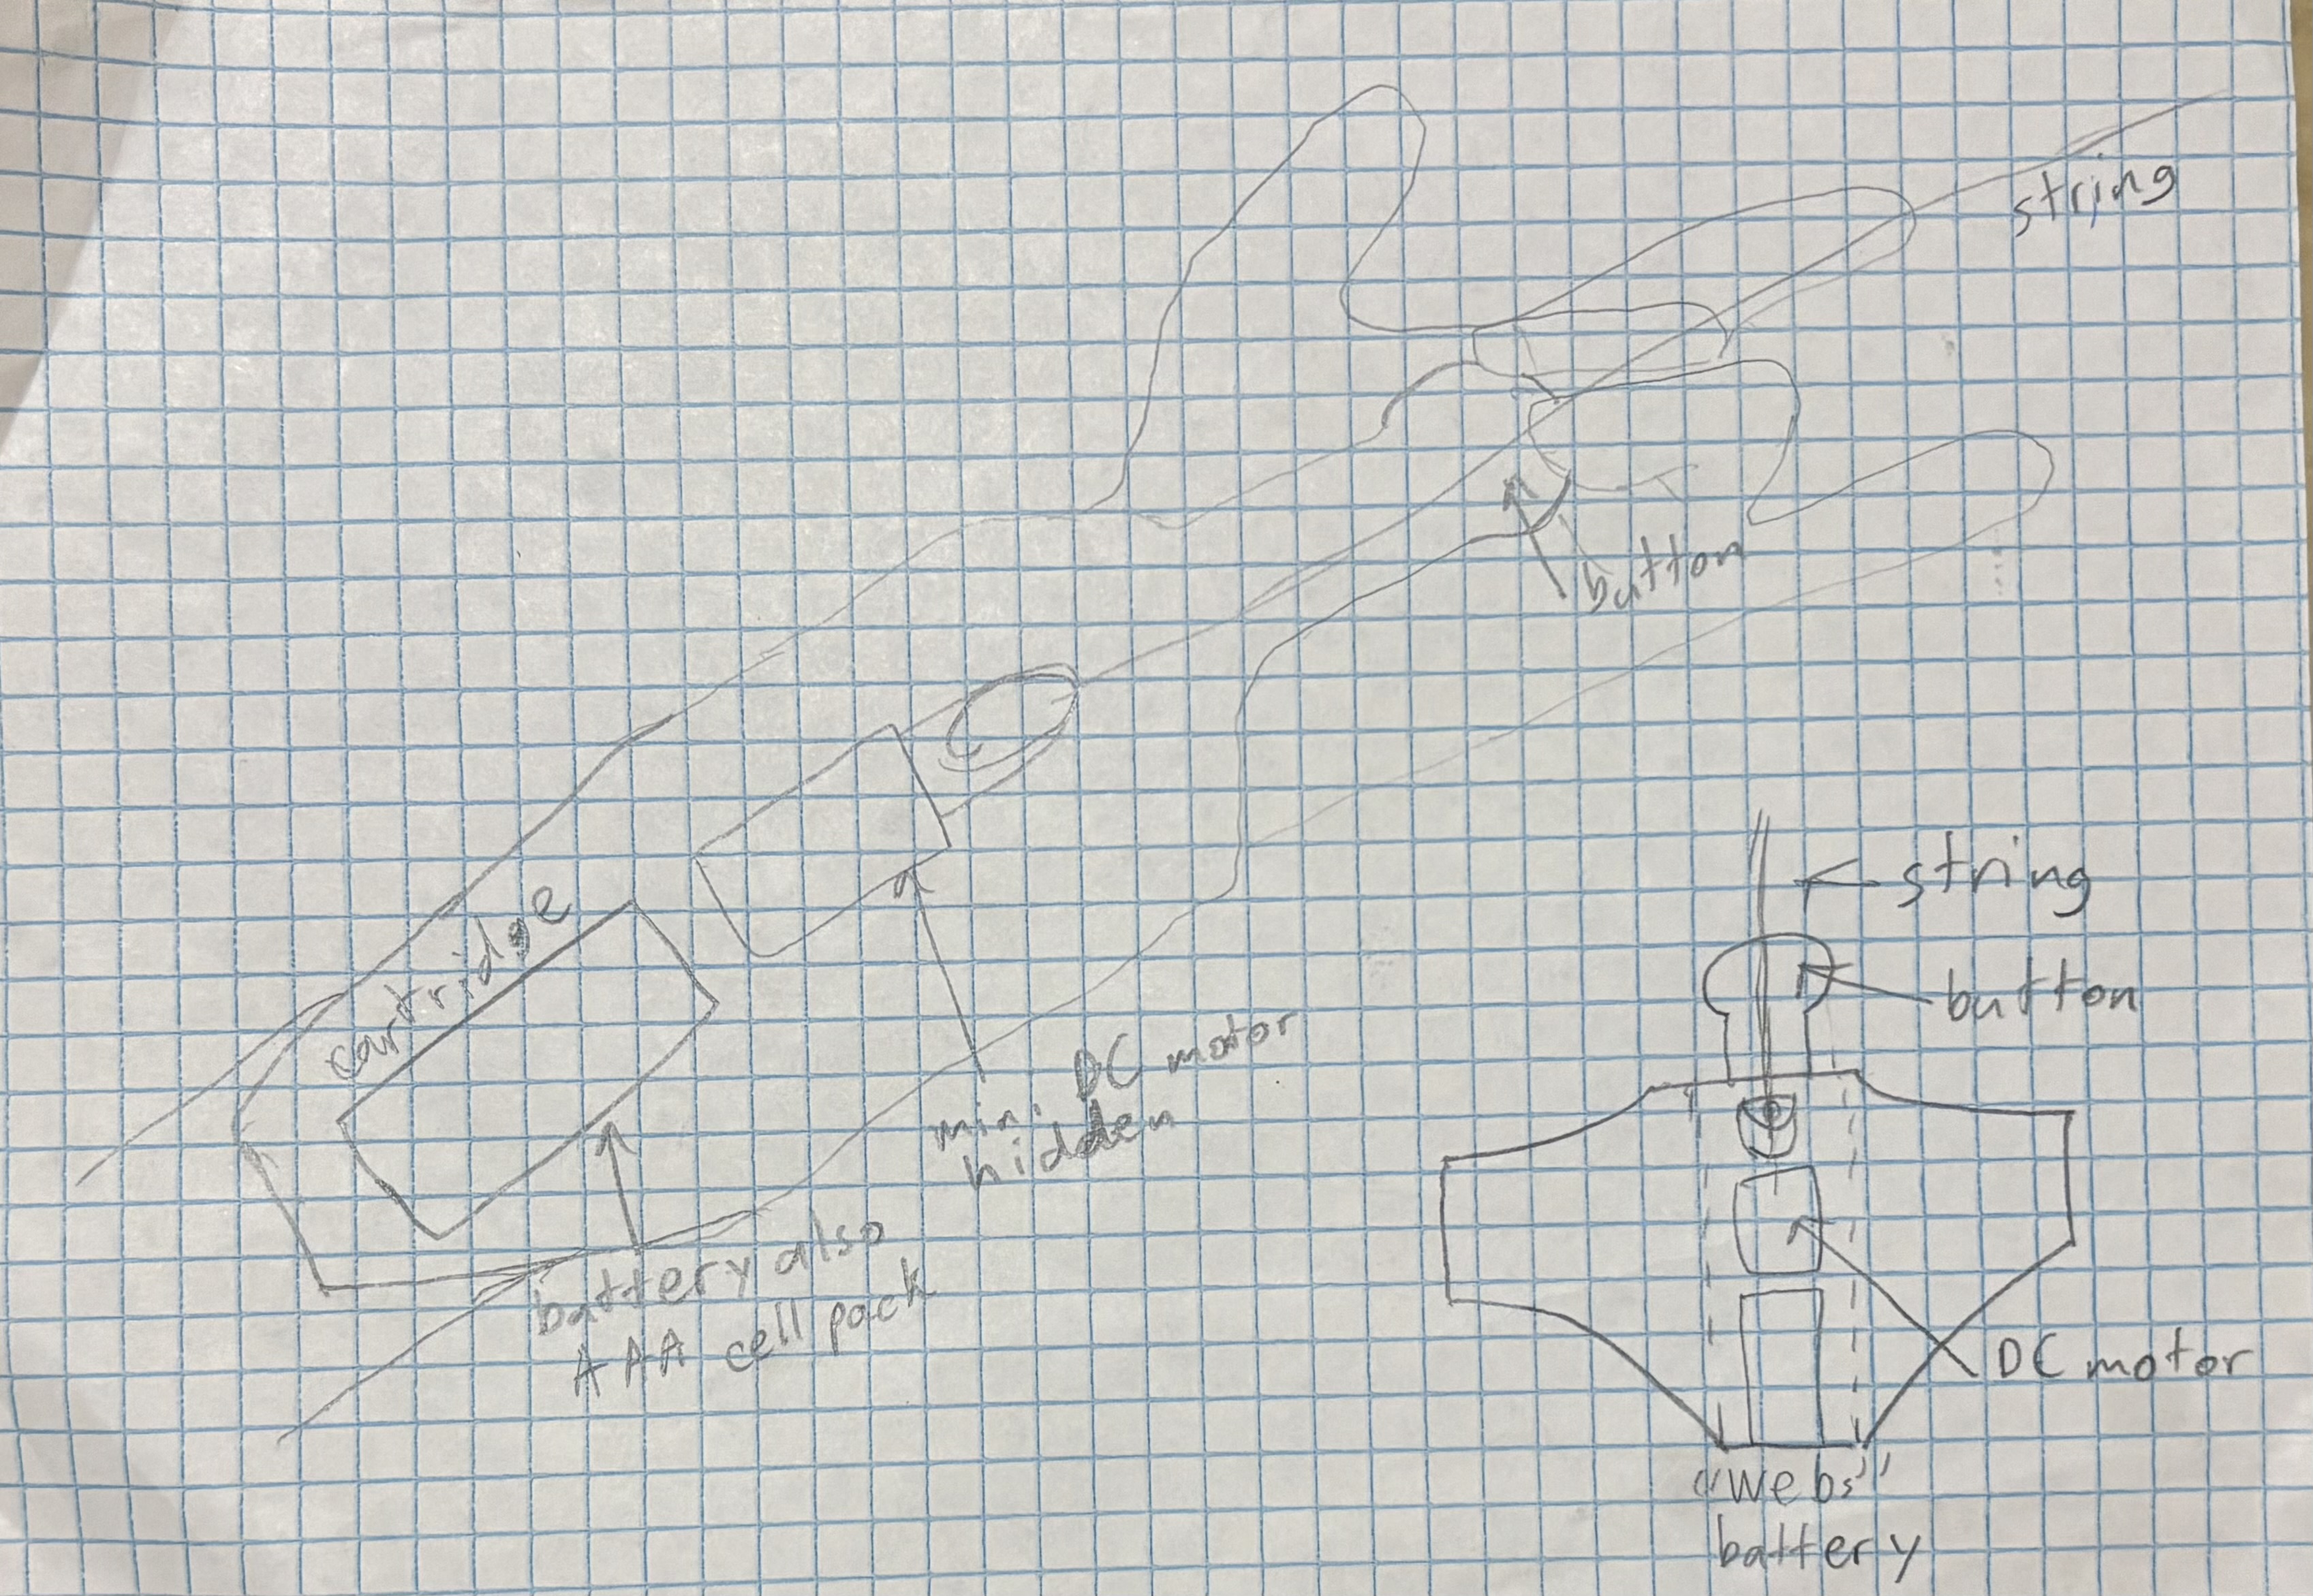 string
button
cartridge
mini DC motor
hidden
battery also
AAA cell pack
string
button
DC motor
"webs"
battery